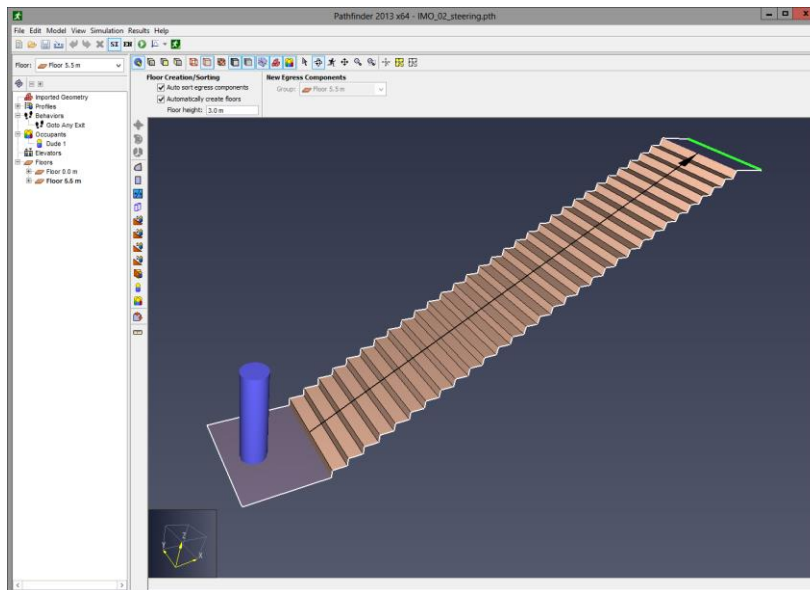 Pathfinder 2013 x64 - IMO_02_steering.pth
File Edit Model View Simulation Results Help
SI EN
Floor: Floor 5.5 m
Floor Creation/Sorting
New Egress Components
Auto sort egress components
Group: Floor 5.5 m
Automatically create floors
Floor height: 3.0 m
Imported Geometry
Profiles
Behaviors
Goto Any Exit
Occupants
Dude 1
Elevators
Floors
Floor 0.0 m
Floor 5.5 m
Z
Y
X